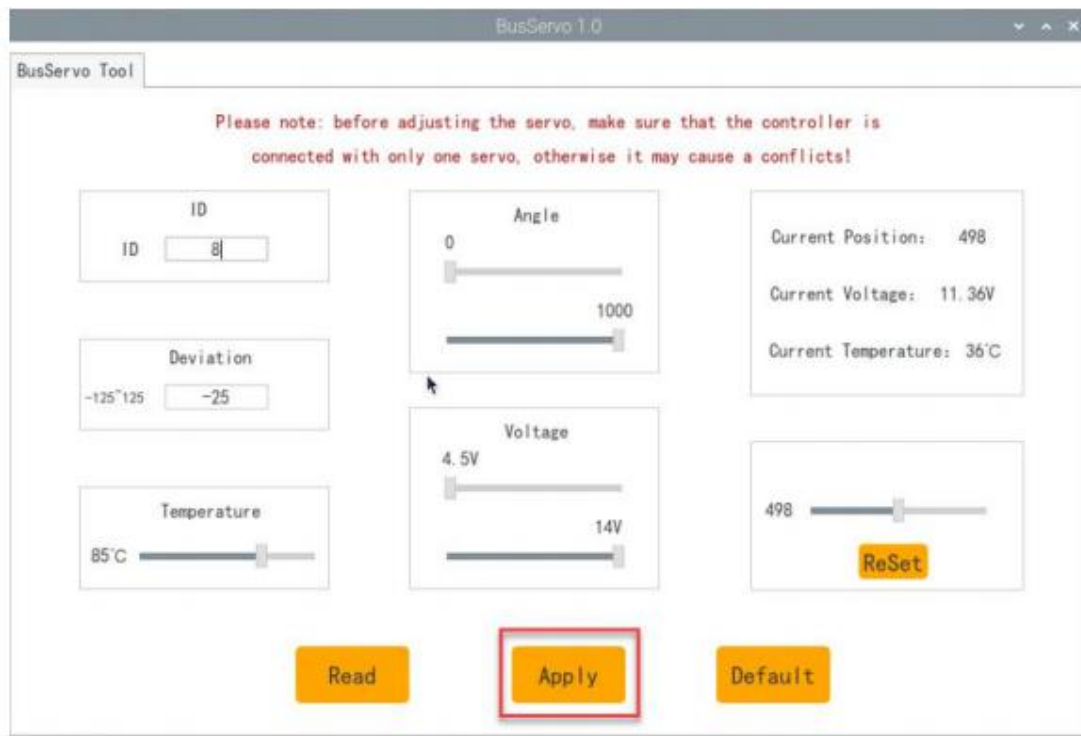 BusServo 1.0
BusServo Tool
Please note: before adjusting the servo, make sure that the controller is
connected with only one servo, otherwise it may cause a conflicts!
ID
ID 8
Deviation
-125~125 -25
Temperature
85℃
Angle
0
1000
Voltage
4.5V
14V
Current Position: 498
Current Voltage: 11.36V
Current Temperature: 36℃
498
ReSet
Read Apply Default